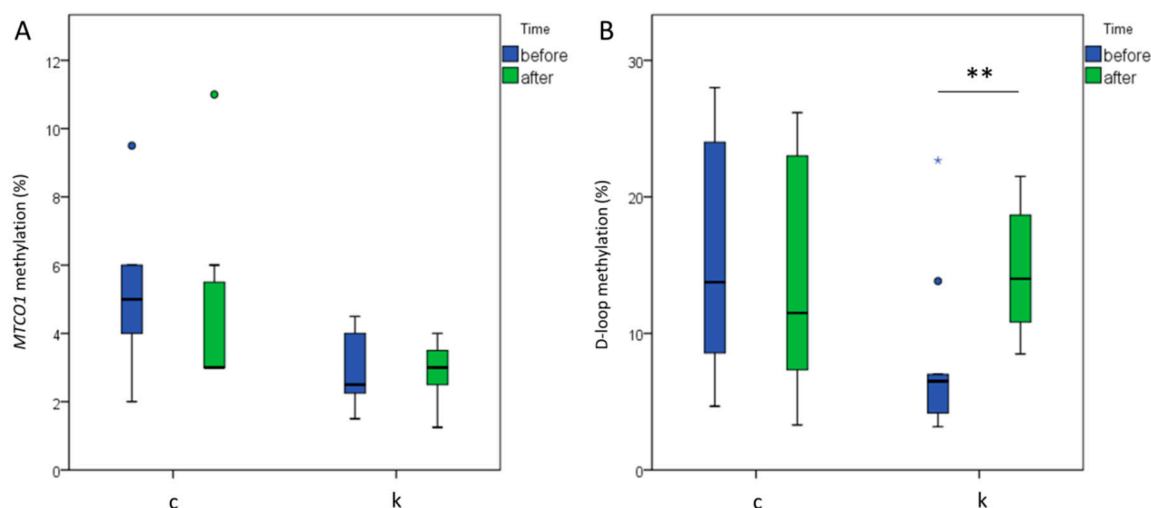 A
Time
before
after
MTCO1 methylation (%)
12
10
8
6
4
2
0
c
k
B
Time
before
after
D-loop methylation (%)
30
20
10
0
**
c
k